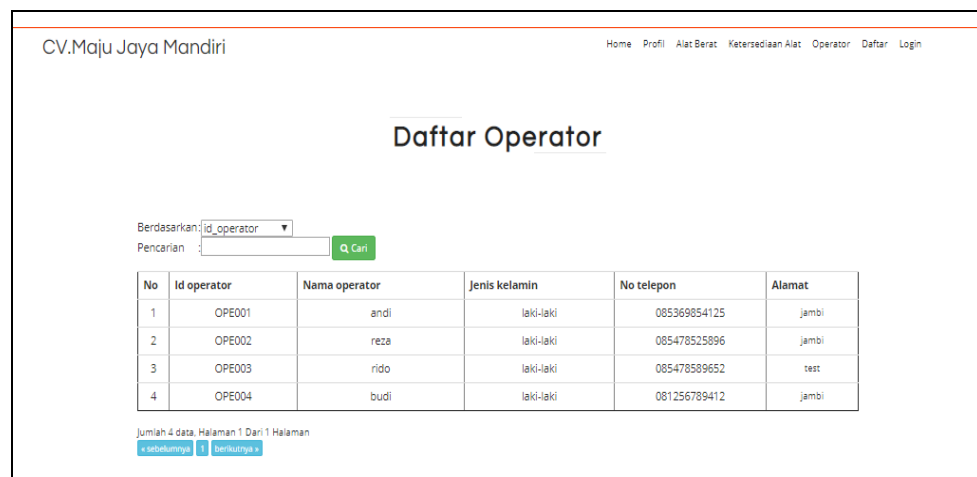 CV.Maju Jaya Mandiri
Home Profil Alat Berat Ketersediaan Alat Operator Daftar Login
Daftar Operator
Berdasarkan: id_operator
Pencarian : Cari
No Id operator Nama operator Jenis kelamin No telepon Alamat
1 OPE001 andi laki-laki 085369854125 jambi
2 OPE002 reza laki-laki 085478525896 jambi
3 OPE003 rido laki-laki 085478589652 test
4 OPE004 budi laki-laki 081256789412 jambi
Jumlah 4 data, Halaman 1 Dari 1 Halaman
« sebelumnya 1 berikutnya »